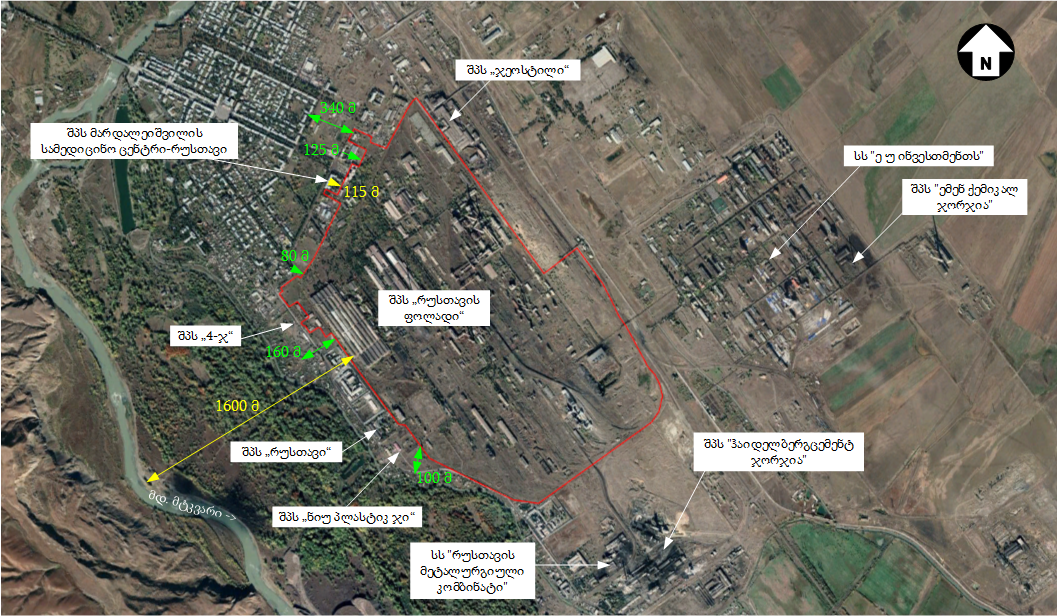 შპს „ჯეოსტილი“
N
340 მ
შპს მარდალეიშვილის
სამედიცინო ცენტრი-რუსთავი
125 მ
115 მ
სს "ე უ ინვესთმენთს"
შპს "ემენ ქემიკალ
ჯორჯია"
80 მ
შპს „რუსთავის
ფოლადი“
შპს „4-ჯ“
160 მ
1600 მ
შპს „რუსთავი“
შპს "ჰაიდელბერგცემენტ
ჯორჯია"
100 მ
მდ. მტკვარი ->
შპს „ნიუ პლასტიკ ჯი“
სს "რუსთავის
მეტალურგიული
კომბინატი"